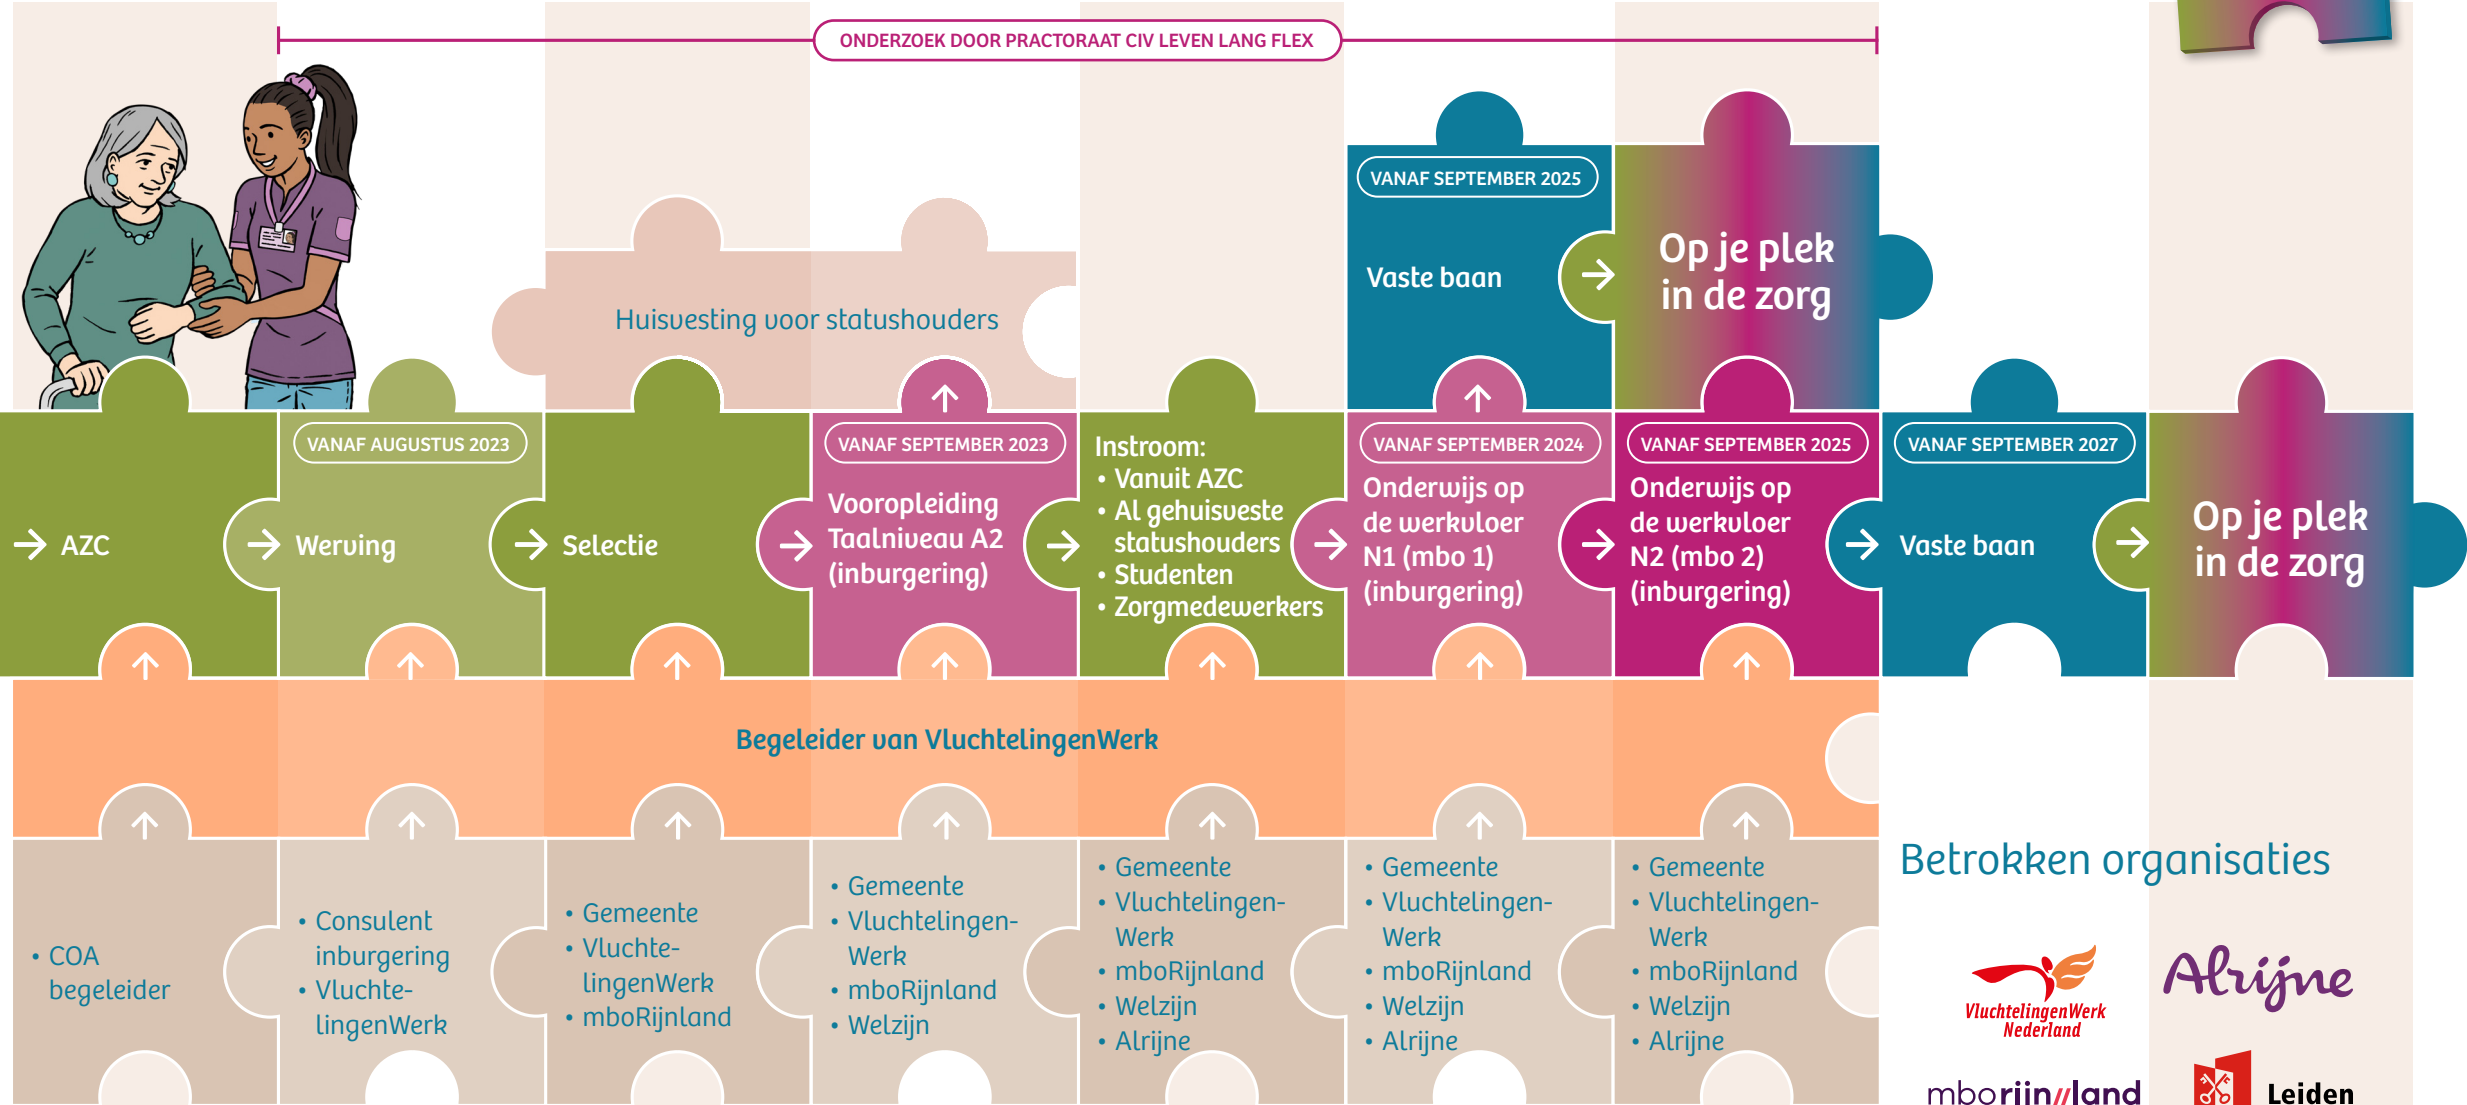 ONDERZOEK DOOR PRACTORAAT CIV LEVEN LANG FLEX
VANAF SEPTEMBER 2025
Vaste baan
Op je plek
in de zorg
Huisvesting voor statushouders
AZC
VANAF AUGUSTUS 2023
Werving
Selectie
VANAF SEPTEMBER 2023
Vooropleiding
Taalniveau A2
(inburgering)
Instroom:
• Vanuit AZC
• Al gehuisveste
statushouders
• Studenten
• Zorgmedewerkers
VANAF SEPTEMBER 2024
Onderwijs op
de werkvloer
N1 (mbo 1)
(inburgering)
VANAF SEPTEMBER 2025
Onderwijs op
de werkvloer
N2 (mbo 2)
(inburgering)
VANAF SEPTEMBER 2027
Vaste baan
Op je plek
in de zorg
Begeleider van VluchtelingenWerk
• COA
begeleider
• Consulent
inburgering
• Vluchte-
lingenWerk
• Gemeente
• Vluchte-
lingenWerk
• mboRijnland
• Gemeente
• Vluchtelingen-
Werk
• mboRijnland
• Welzijn
• Gemeente
• Vluchtelingen-
Werk
• mboRijnland
• Welzijn
• Alrijne
• Gemeente
• Vluchtelingen-
Werk
• mboRijnland
• Welzijn
• Alrijne
• Gemeente
• Vluchtelingen-
Werk
• mboRijnland
• Welzijn
• Alrijne
Betrokken organisaties
VluchtelingenWerk
Nederland
Alrijne
mborijnland
Leiden